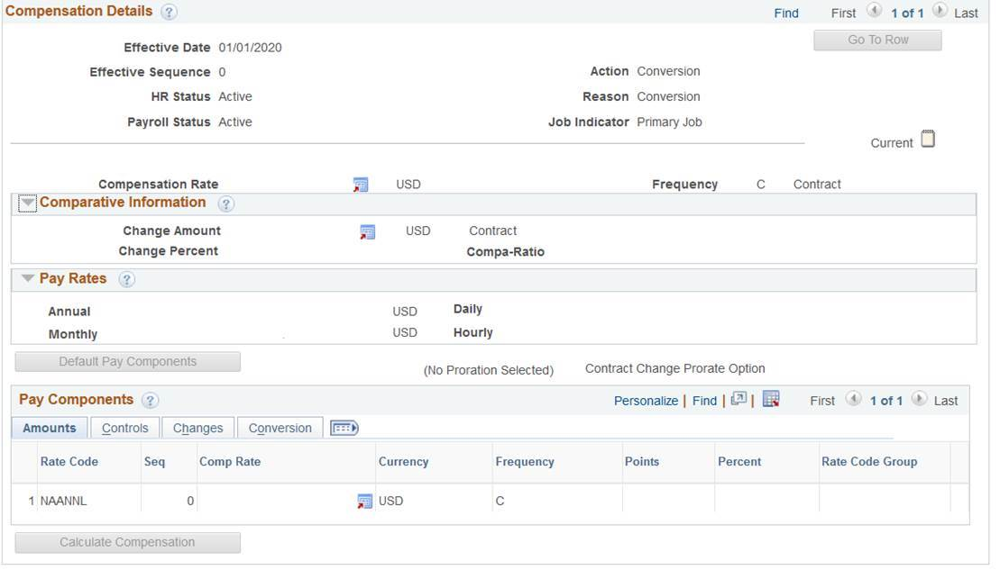 Compensation Details ? Find First 1 of 1 Last
Go To Row
Effective Date 01/01/2020
Effective Sequence 0 Action Conversion
HR Status Active Reason Conversion
Payroll Status Active Job Indicator Primary Job
Current
Compensation Rate USD Frequency C Contract
Comparative Information ?
Change Amount USD Contract
Change Percent Compa-Ratio
Pay Rates ?
Annual USD Daily
Monthly USD Hourly
Default Pay Components (No Proration Selected) Contract Change Prorate Option
Pay Components ? Personalize | Find | | First 1 of 1 Last
Amounts Controls Changes Conversion
Rate Code Seq Comp Rate Currency Frequency Points Percent Rate Code Group
1 NAANNL 0 USD C
Calculate Compensation